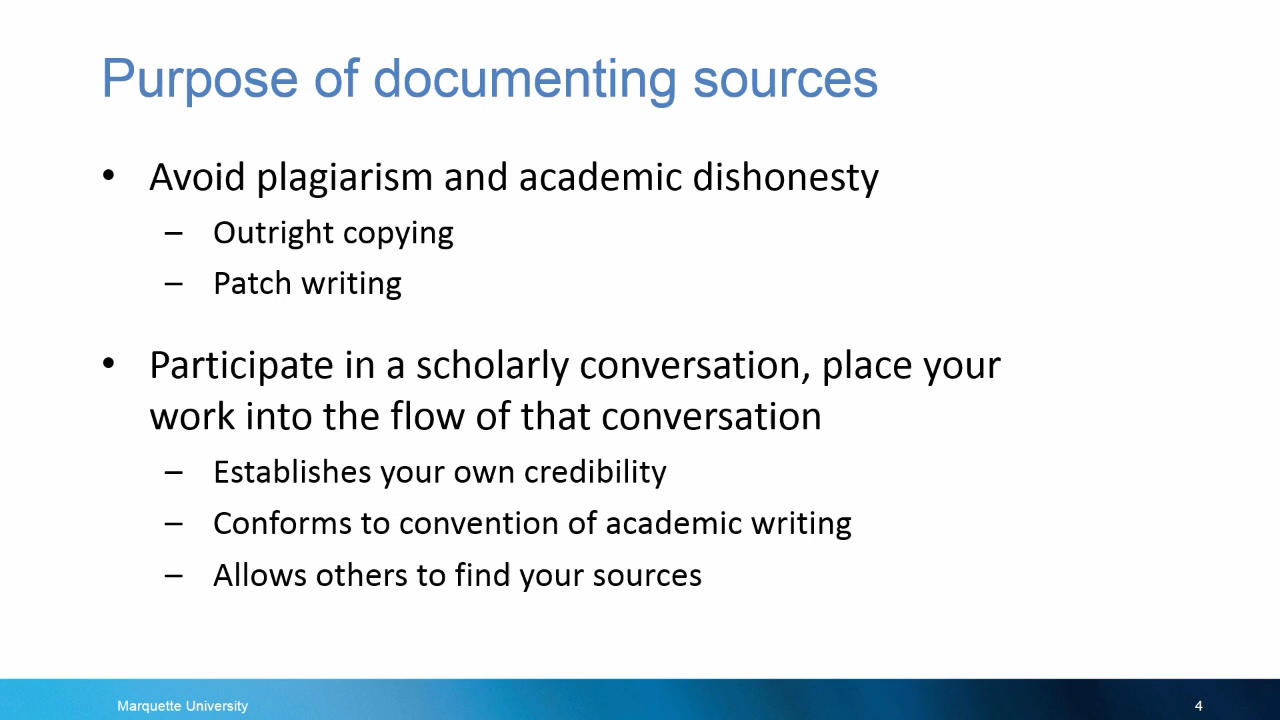 Purpose of documenting sources
• Avoid plagiarism and academic dishonesty
– Outright copying
– Patch writing
• Participate in a scholarly conversation, place your
work into the flow of that conversation
– Establishes your own credibility
– Conforms to convention of academic writing
– Allows others to find your sources
Marquette University 4